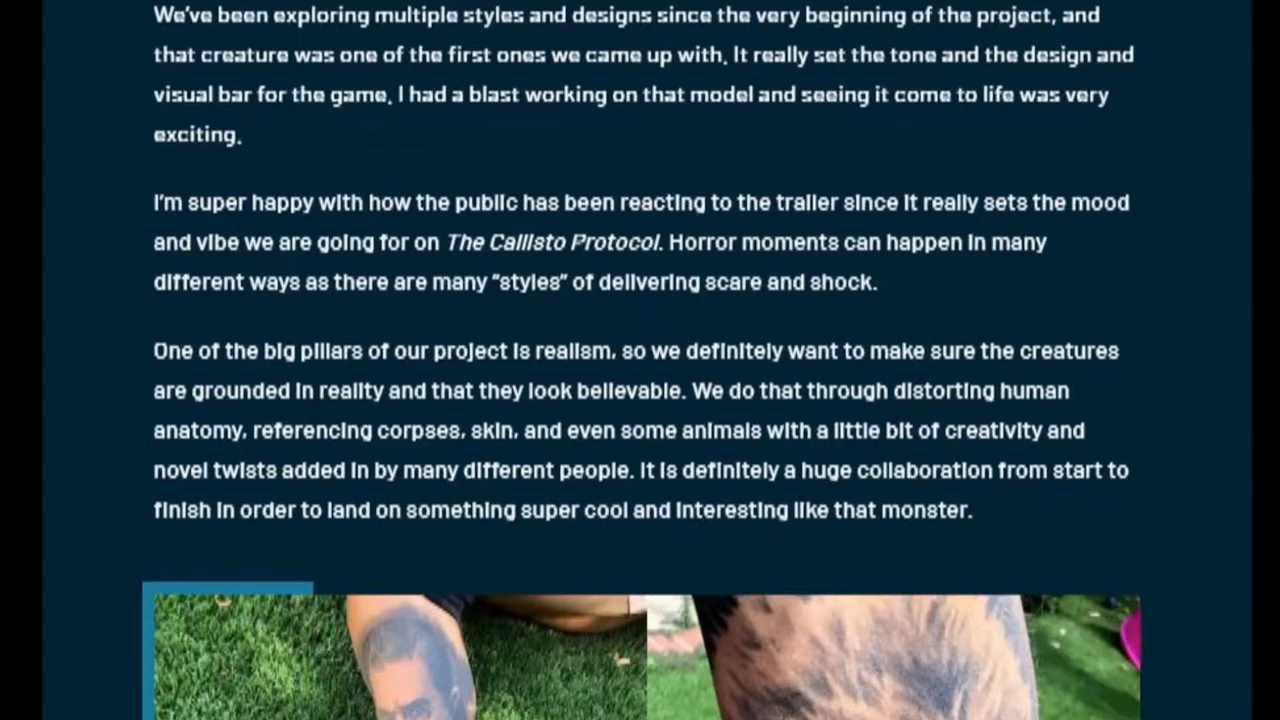 We've been exploring multiple styles and designs since the very beginning of the project, and
that creature was one of the first ones we came up with. It really set the tone and the design and
visual bar for the game. I had a blast working on that model and seeing it come to life was very
exciting.
I'm super happy with how the public has been reacting to the trailer since it really sets the mood
and vibe we are going for on The Callisto Protocol. Horror moments can happen in many
different ways as there are many "styles" of delivering scare and shock.
One of the big pillars of our project is realism, so we definitely want to make sure the creatures
are grounded in reality and that they look believable. We do that through distorting human
anatomy, referencing corpses, skin, and even some animals with a little bit of creativity and
novel twists added in by many different people. It is definitely a huge collaboration from start to
finish in order to land on something super cool and interesting like that monster.